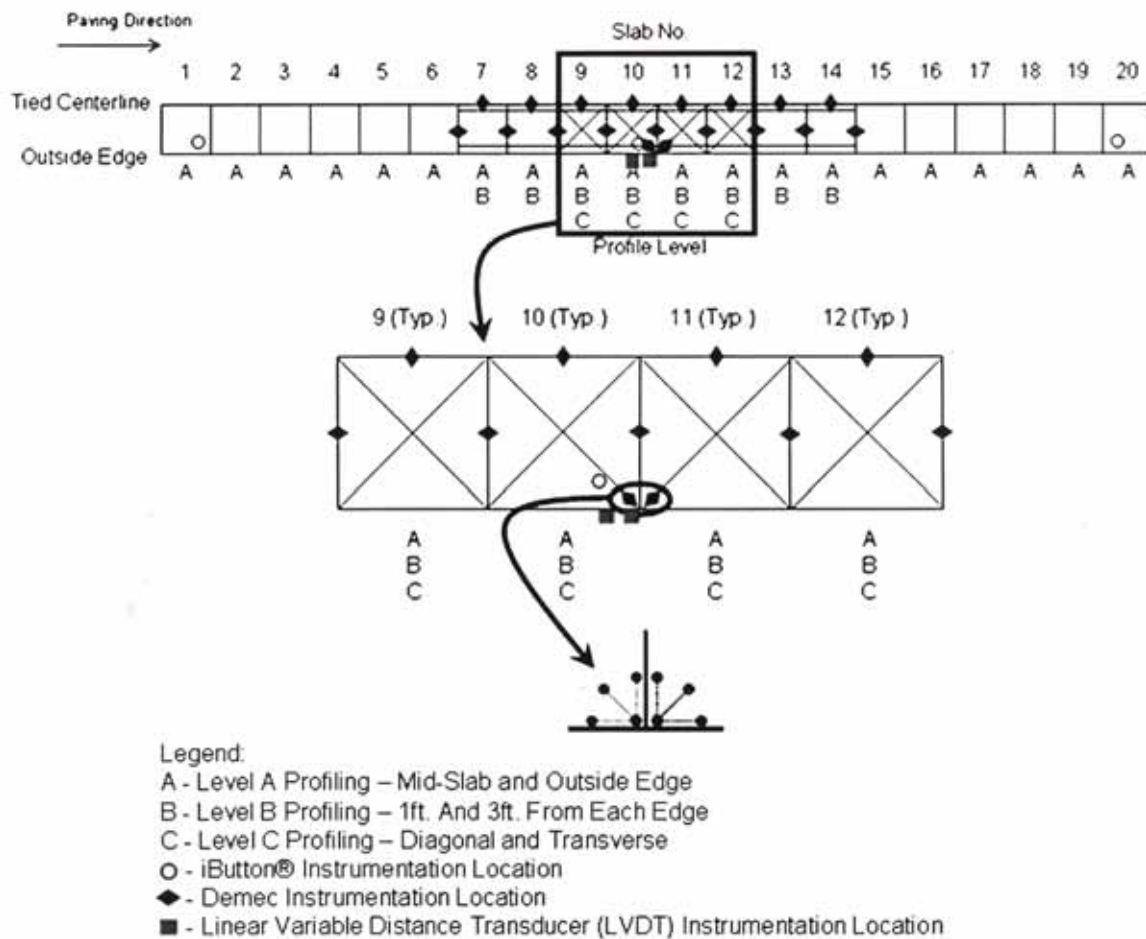 Paving Direction
Slab No.
1 2 3 4 5 6 7 8 9 10 11 12 13 14 15 16 17 18 19 20
Tied Centerline
Outside Edge
A A A A A A A A A A A A A A A A A A A A
B B B B B B B B
C C C C
Profile Level
9 (Typ.) 10 (Typ.) 11 (Typ.) 12 (Typ.)
A A A A
B B B B
C C C C
Legend:
A - Level A Profiling – Mid-Slab and Outside Edge
B - Level B Profiling – 1ft. And 3ft. From Each Edge
C - Level C Profiling – Diagonal and Transverse
- iButton® Instrumentation Location
- Demec Instrumentation Location
- Linear Variable Distance Transducer (LVDT) Instrumentation Location